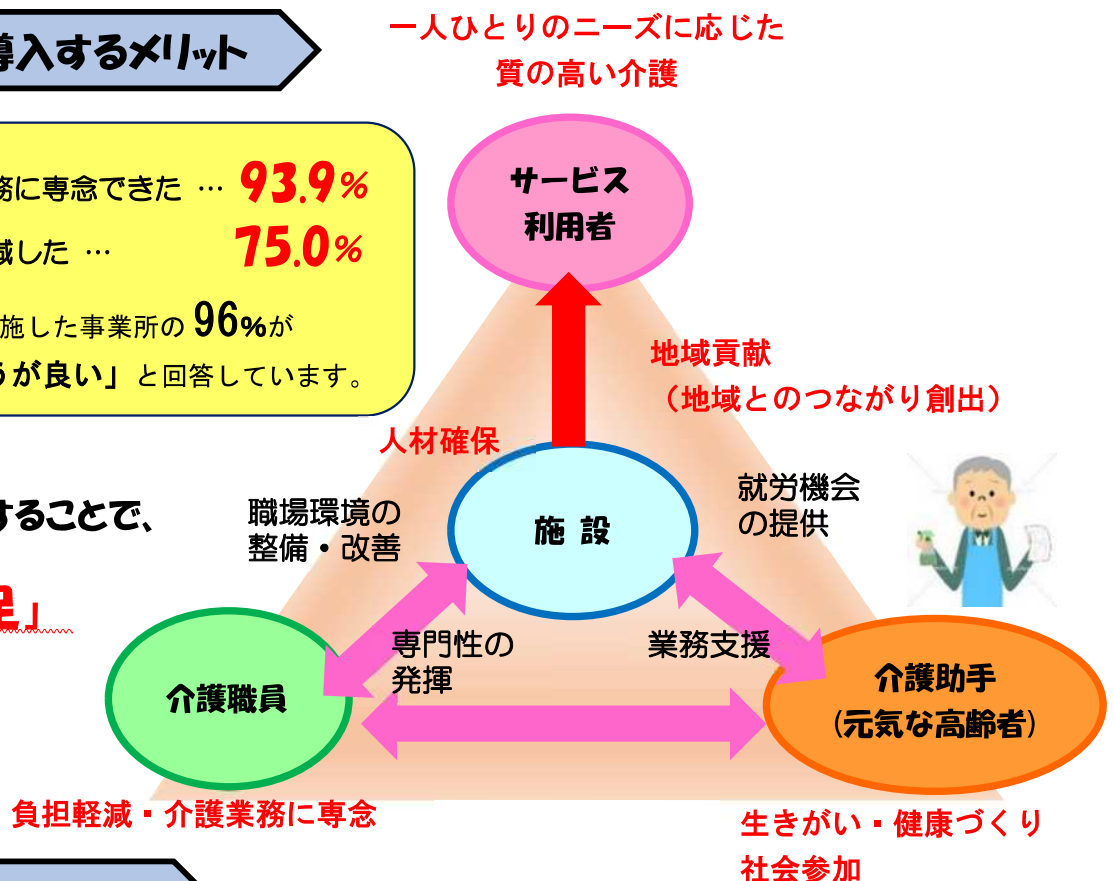 導入するメリット
一人ひとりのニーズに応じた
質の高い介護
務に専念できた … 93.9%
減した … 75.0%
施した事業所の 96%が
うが良い」と回答しています。
サービス
利用者
地域貢献
（地域とのつながり創出）
人材確保
することで、
足」
職場環境の
整備・改善
施 設
就労機会
の提供
専門性の
発揮
業務支援
介護職員
介護助手
(元気な高齢者)
負担軽減・介護業務に専念
生きがい・健康づくり
社会参加